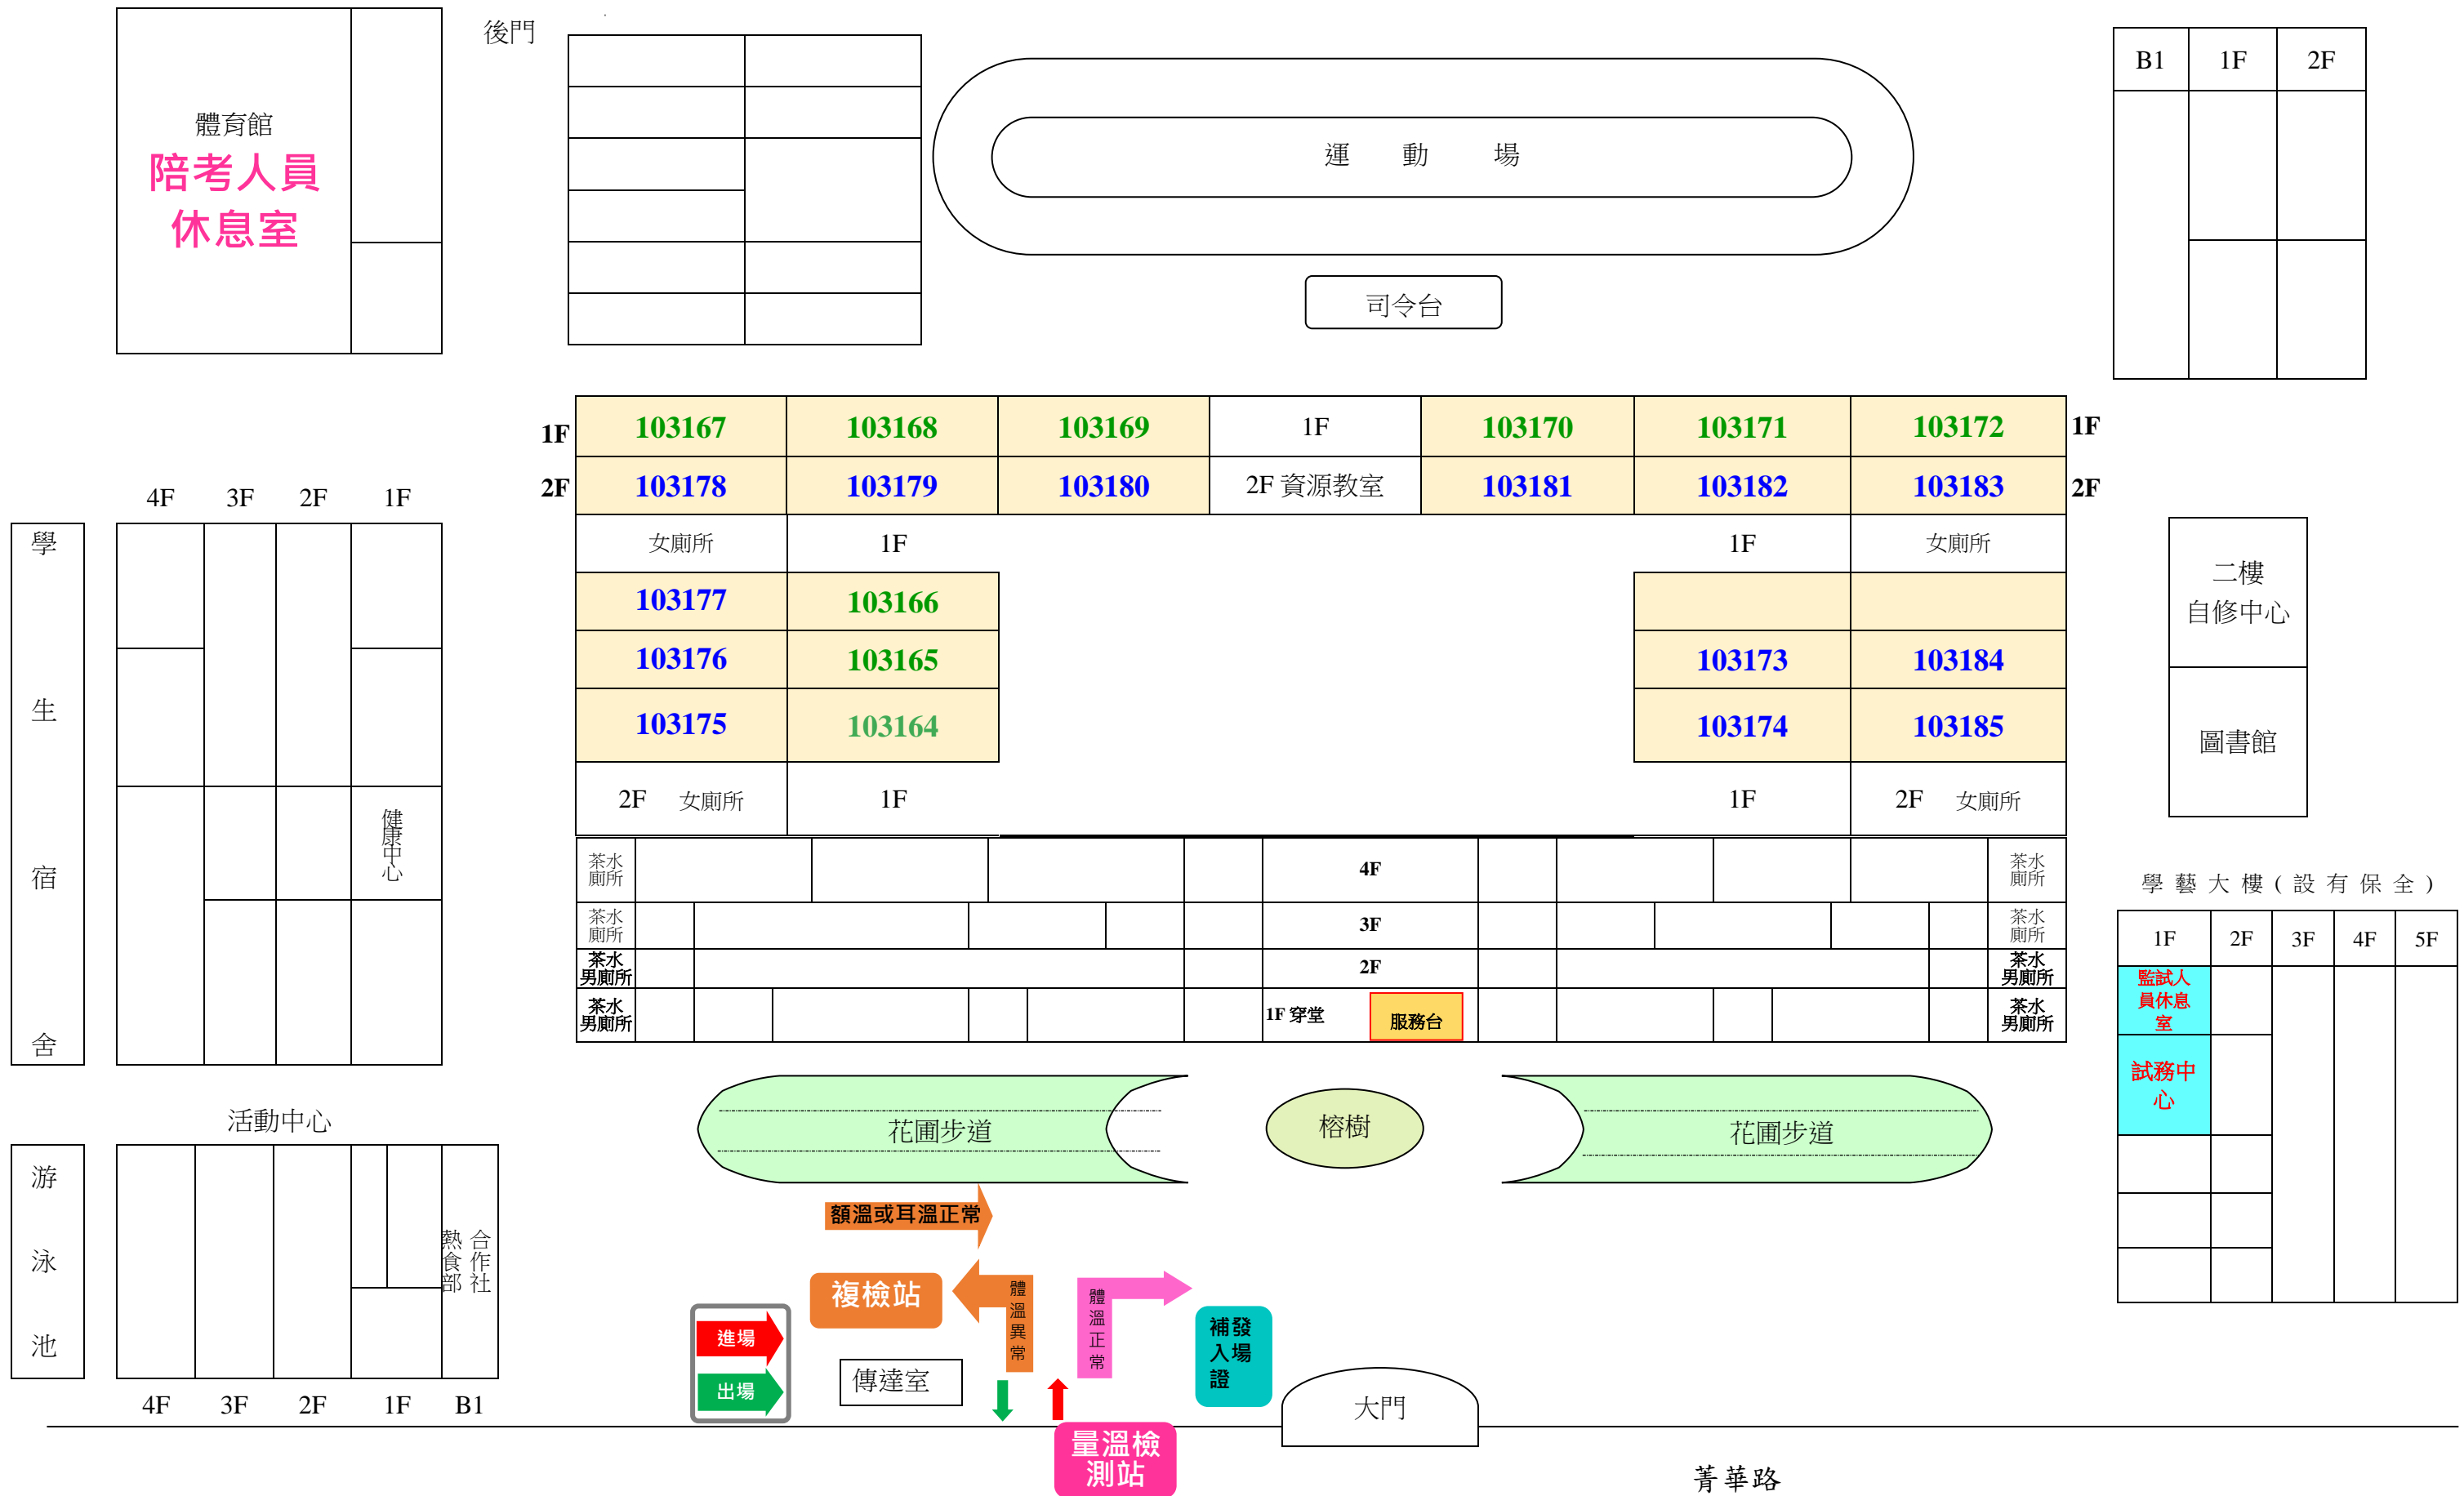 後門
體育館
陪考人員
休息室
運 動 場
司令台
B1 1F 2F
1F 103167 103168 103169 1F 103170 103171 103172 1F
2F 103178 103179 103180 2F 資源教室 103181 103182 103183 2F
女廁所 1F 1F 女廁所
103177 103166
103176 103165 103173 103184
103175 103164 103174 103185
2F 女廁所 1F 1F 2F 女廁所
4F 3F 2F 1F
學生宿舍
健康中心
二樓
自修中心
圖書館
茶水
廁所
4F
茶水
廁所
茶水
廁所
3F
茶水
廁所
茶水
男廁所
2F
茶水
男廁所
茶水
男廁所
1F 穿堂
服務台
茶水
男廁所
學藝大樓(設有保全)
1F 2F 3F 4F 5F
監試人
員休息
室
試務中
心
花圃步道
榕樹
花圃步道
活動中心
游泳池
合作社
熱食部
4F 3F 2F 1F B1
額溫或耳溫正常
複檢站
體溫異常
體溫正常
進場
出場
傳達室
補發
入場
證
大門
量溫檢
測站
菁華路